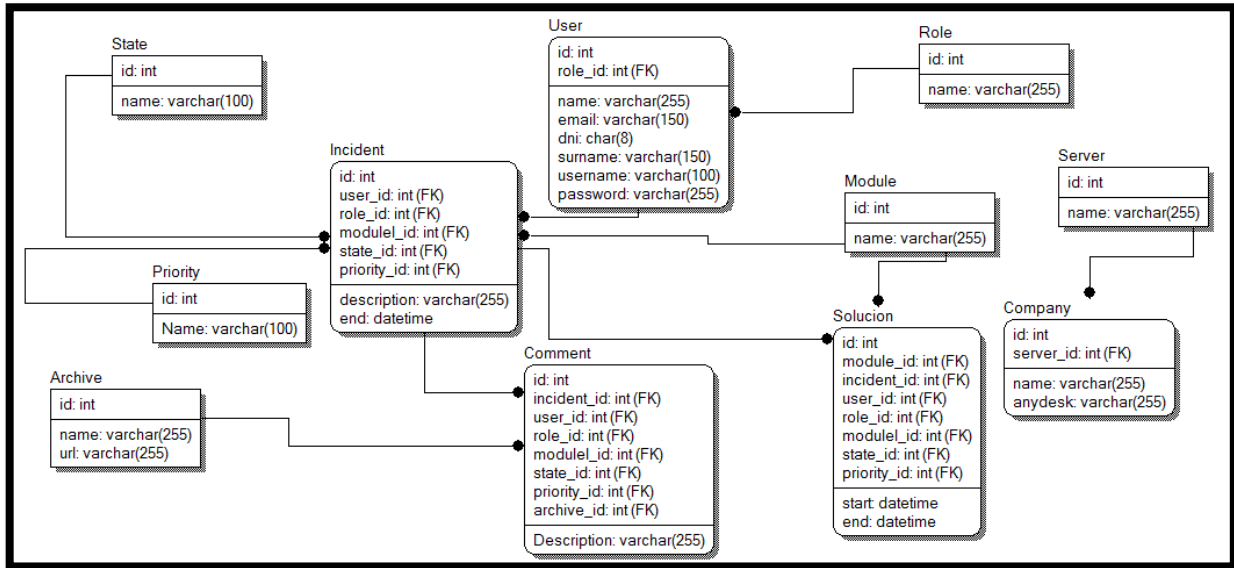 State
id: int
name: varchar(100)
User
id: int
role_id: int (FK)
name: varchar(255)
email: varchar(150)
dni: char(8)
surname: varchar(150)
username: varchar(100)
password: varchar(255)
Role
id: int
name: varchar(255)
Incident
id: int
user_id: int (FK)
role_id: int (FK)
modulel_id: int (FK)
state_id: int (FK)
priority_id: int (FK)
description: varchar(255)
end: datetime
Module
id: int
name: varchar(255)
Server
id: int
name: varchar(255)
Priority
id: int
Name: varchar(100)
Archive
id: int
name: varchar(255)
url: varchar(255)
Comment
id: int
incident_id: int (FK)
user_id: int (FK)
role_id: int (FK)
modulel_id: int (FK)
state_id: int (FK)
priority_id: int (FK)
archive_id: int (FK)
Description: varchar(255)
Solucion
id: int
module_id: int (FK)
incident_id: int (FK)
user_id: int (FK)
role_id: int (FK)
modulel_id: int (FK)
state_id: int (FK)
priority_id: int (FK)
start: datetime
end: datetime
Company
id: int
server_id: int (FK)
name: varchar(255)
anydesk: varchar(255)